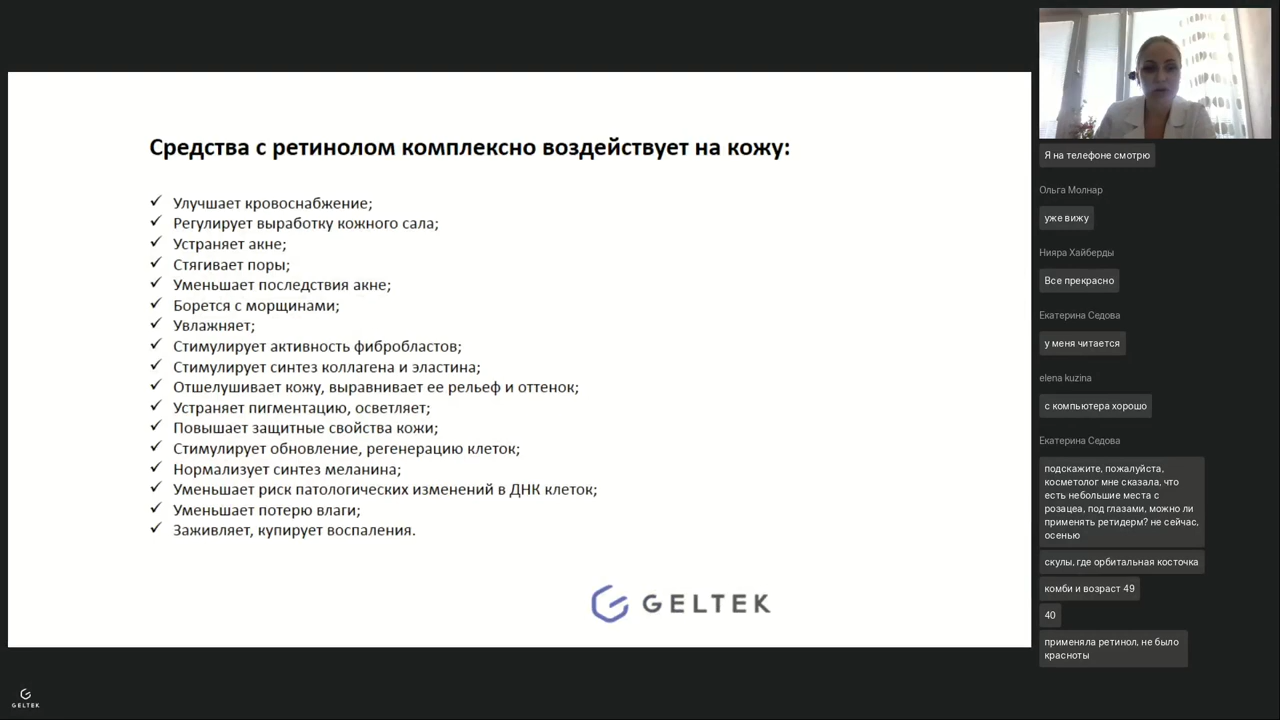 Средства с ретинолом комплексно воздействует на кожу:
Улучшает кровоснабжение;
Регулирует выработку кожного сала;
Устраняет акне;
Стягивает поры;
Уменьшает последствия акне;
Борется с морщинами;
Увлажняет;
Стимулирует активность фибробластов;
Стимулирует синтез коллагена и эластина;
Отшелушивает кожу, выравнивает ее рельеф и оттенок;
Устраняет пигментацию, осветляет;
Повышает защитные свойства кожи;
Стимулирует обновление, регенерацию клеток;
Нормализует синтез меланина;
Уменьшает риск патологических изменений в ДНК клеток;
Уменьшает потерю влаги;
Заживляет, купирует воспаления.
GELTEK
Я на телефоне смотрю
Ольга Молнар
уже вижу
Нияра Хайберды
Все прекрасно
Екатерина Седова
у меня читается
elena kuzina
с компьютера хорошо
Екатерина Седова
подскажите, пожалуйста,
косметолог мне сказала, что
есть небольшие места с
розацеа, под глазами, можно ли
применять ретидерм? не сейчас,
осенью
скулы, где орбитальная косточка
комби и возраст 49
40
применяла ретинол, не было
красноты
GELTEK